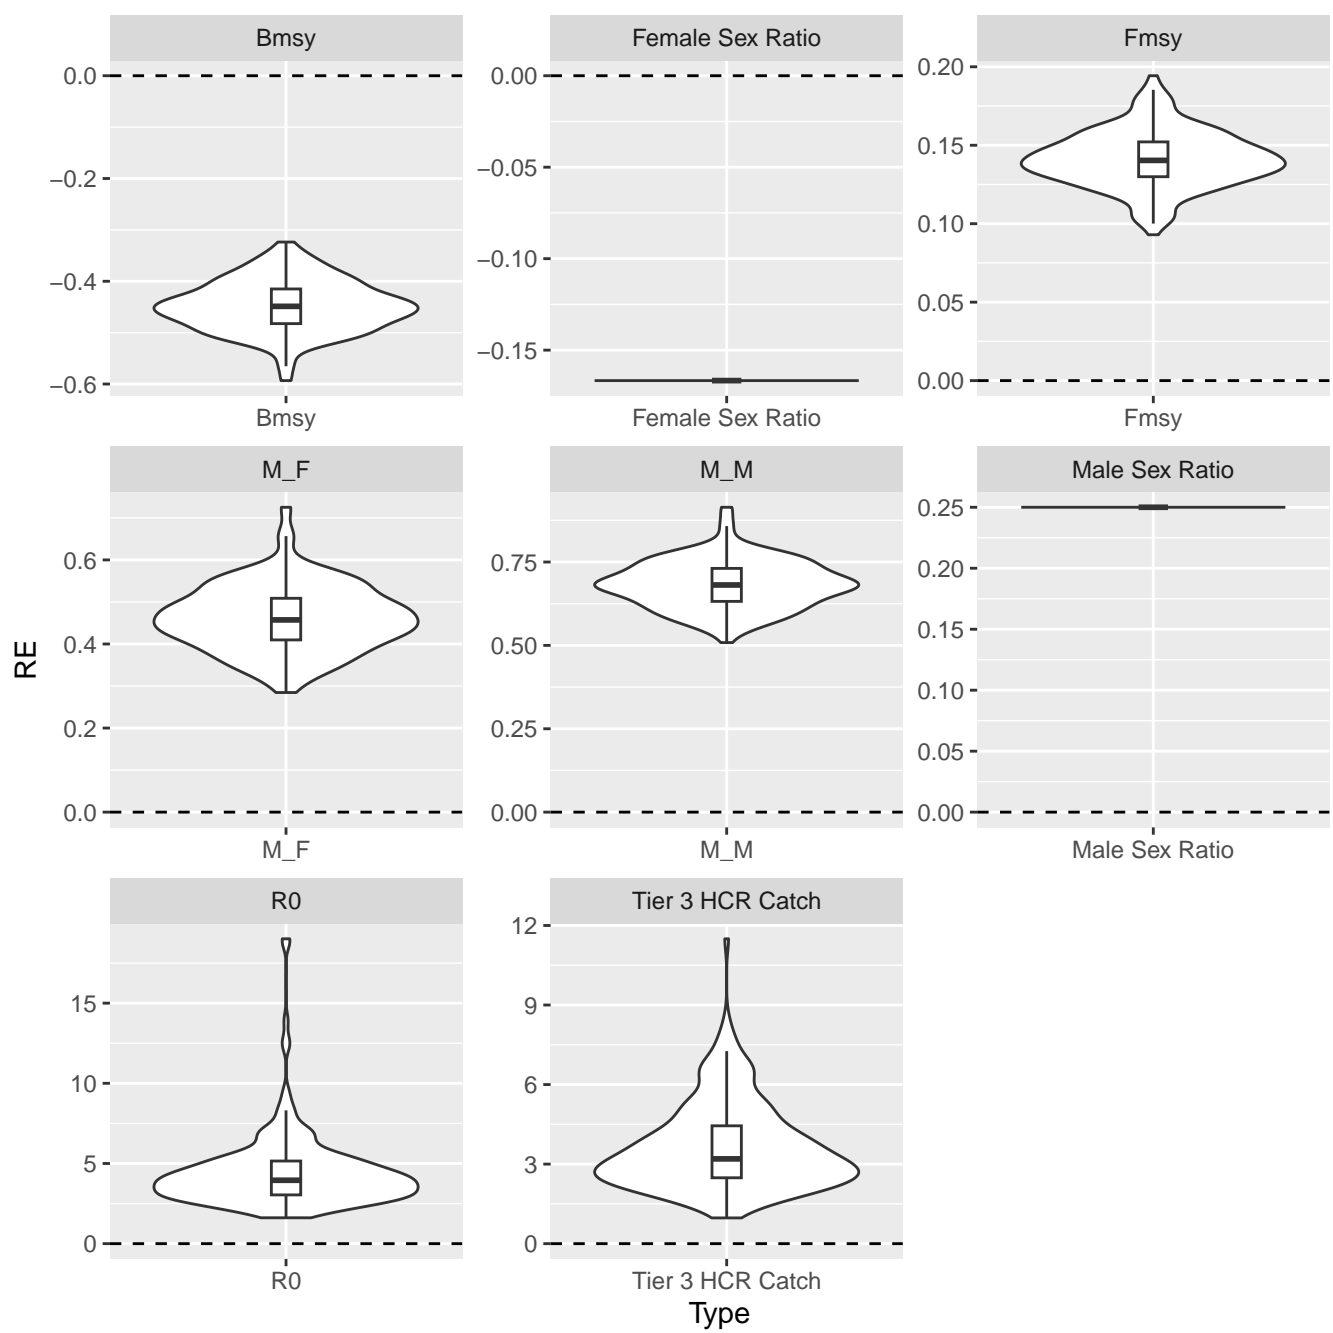 Bmsy
Female Sex Ratio
Fmsy
0.0
−0.2
−0.4
−0.6
0.00
−0.05
−0.10
−0.15
0.20
0.15
0.10
0.05
0.00
Bmsy
Female Sex Ratio
Fmsy
M_F
M_M
Male Sex Ratio
RE
0.6
0.4
0.2
0.0
0.75
0.50
0.25
0.00
0.25
0.20
0.15
0.10
0.05
0.00
M_F
M_M
Male Sex Ratio
R0
Tier 3 HCR Catch
15
10
5
0
12
9
6
3
0
R0
Tier 3 HCR Catch
Type